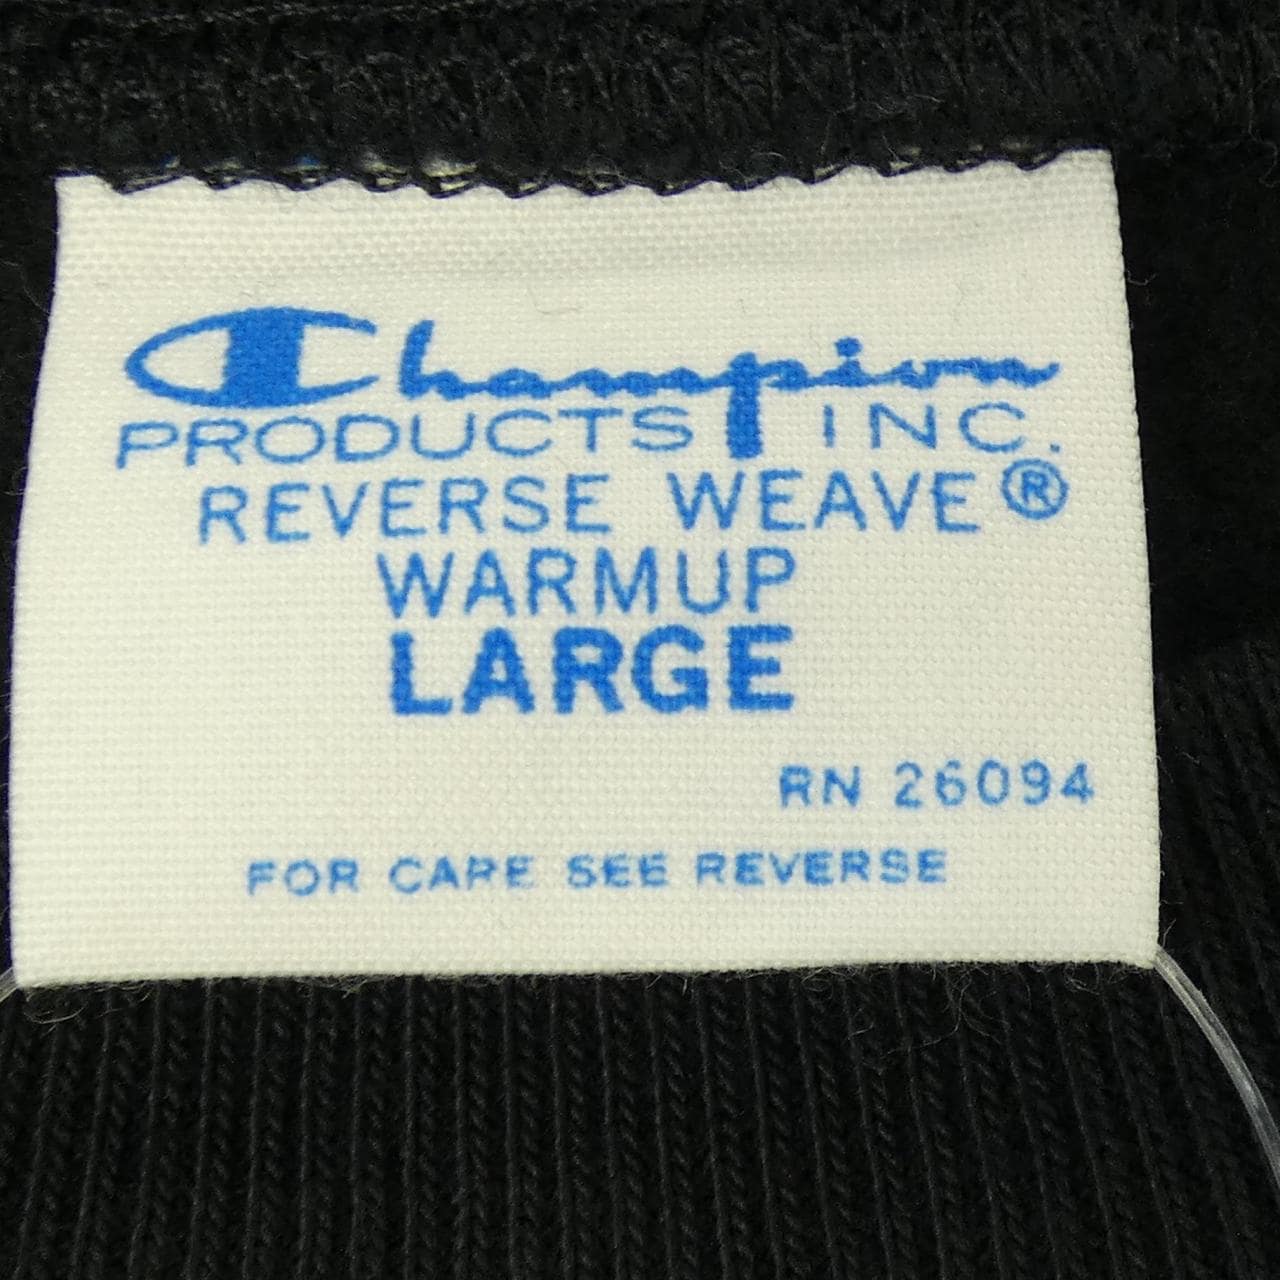 Champion
PRODUCTS INC.
REVERSE WEAVE®
WARMUP
LARGE
RN 26094
FOR CARE SEE REVERSE